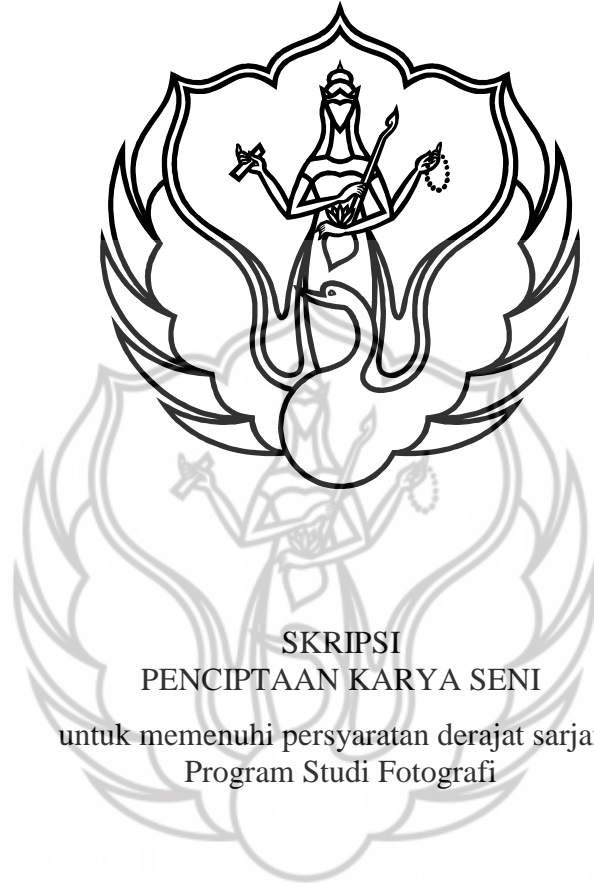 SKRIPSI
PENCIPTAAN KARYA SENI
untuk memenuhi persyaratan derajat
Program Studi Fotografi